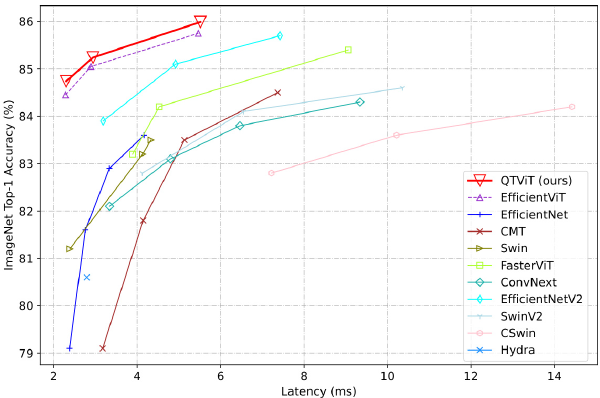 86
85
84
83
82
81
80
79
ImageNet Top-1 Accuracy (%)
2
4
6
8
10
12
14
Latency (ms)
QTViT (ours)
EfficientViT
EfficientNet
CMT
Swin
FasterViT
ConvNext
EfficientNetV2
SwinV2
CSwin
Hydra